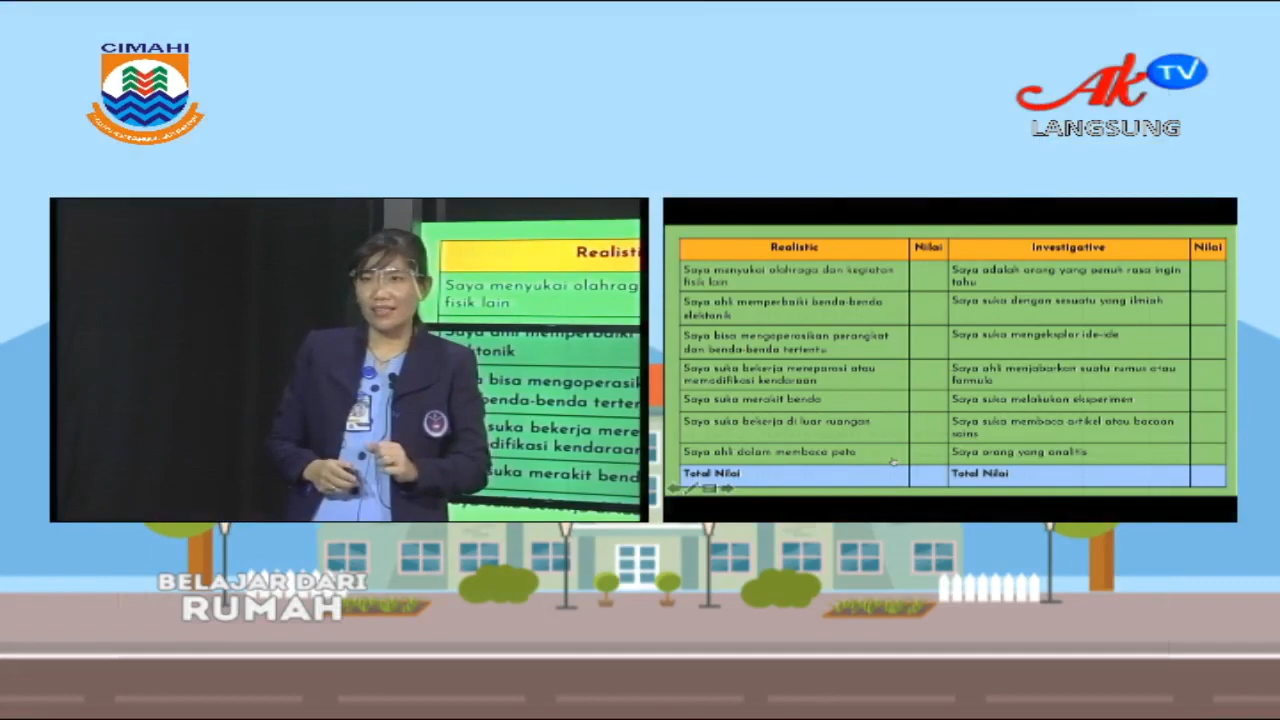 CIMAHI
Ak TV
LANGSUNG
Realisti
Saya menyukai olahrag
fisik lain
Saya ahli memperbaiki
ektonik
bisa mengoperasik
benda-benda terten
suka bekerja mere
difikasi kendaraan
suka merakit bend
Realistic
Nilai
Investigative
Nilai
Saya menyukai olahraga dan kegiatan
fisik lain
Saya adalah orang yang penuh rasa ingin
tahu
Saya ahli memperbaiki benda-benda
elektonik
Saya suka dengan sesuatu yang ilmiah
Saya bisa mengoperasikan perangkat
dan benda-benda tertentu
Saya suka mengeksplor ide-ide
Saya suka bekerja mereparasi atau
memodifikasi kendaraan
Saya ahli menjabarkan suatu rumus atau
formula
Saya suka merakit benda
Saya suka melakukan eksperimen
Saya suka bekerja di luar ruangan
Saya suka membaca artikel atau bacaan
sains
Saya ahli dalam membaca peta
Saya orang yang analitis
Total Nilai
Total Nilai
BELAJAR DARI
RUMAH